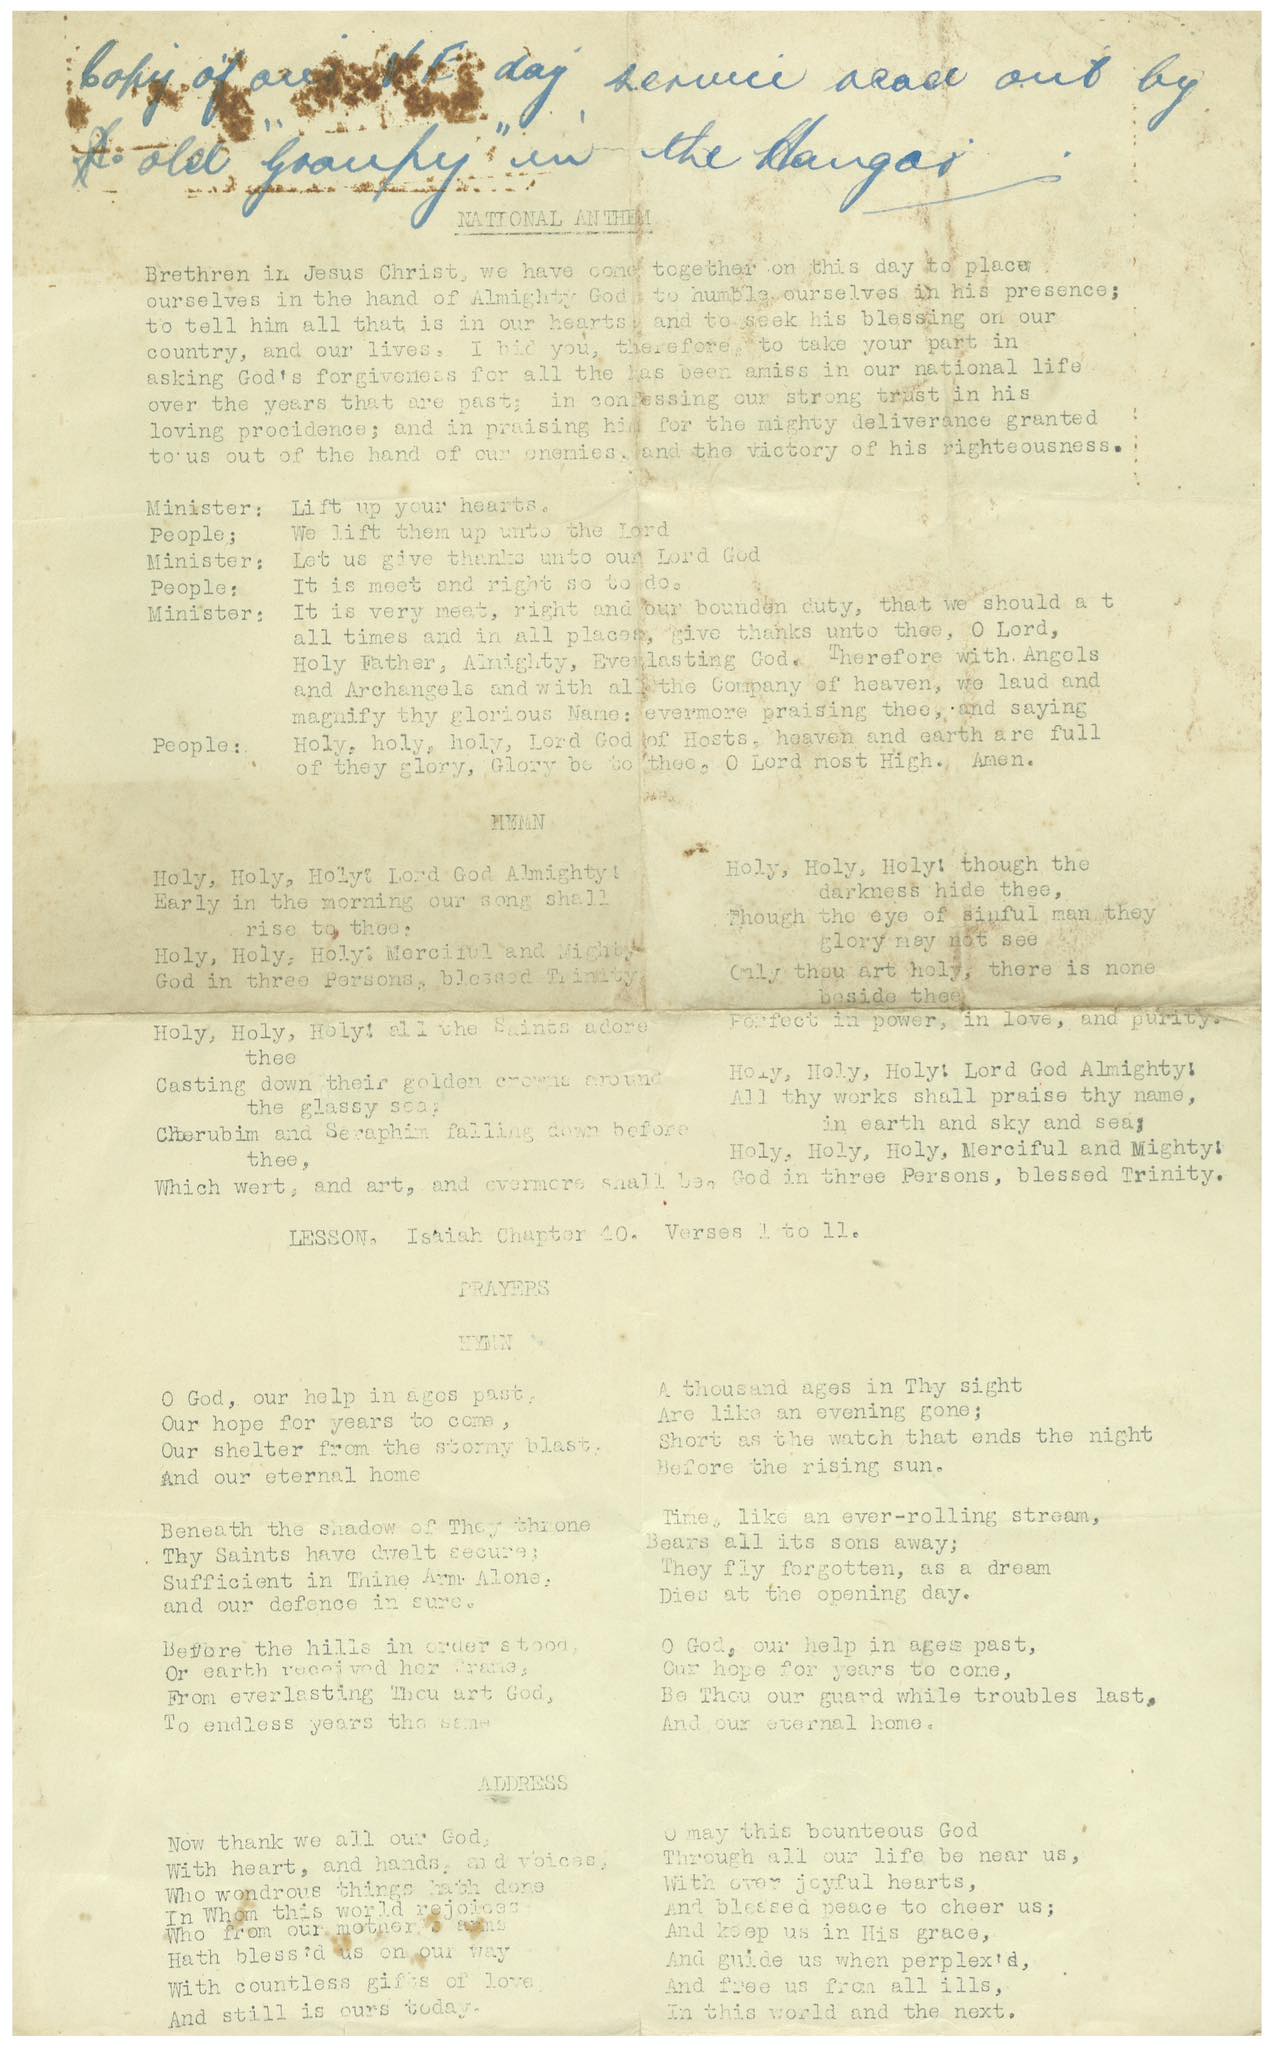 Copy of our V.E. day service read out by
old "Groupy" in the Hangar
NATIONAL ANTHEM
Brethren in Jesus Christ, we have come together on this day to place
ourselves in the hand of Almighty God to humble ourselves in his presence;
to tell him all that is in our hearts, and to seek his blessing on our
country, and our lives. I bid you, therefore, to take your part in
asking God's forgiveness for all the has been amiss in our national life
over the years that are past; in confessing our strong trust in his
loving procidence; and in praising him for the mighty deliverance granted
to us out of the hand of our enemies, and the victory of his righteousness.
Minister: Lift up your hearts.
People; We lift them up unto the Lord
Minister: Let us give thanks unto our Lord God
People: It is meet and right so to do.
Minister: It is very meet, right and our bounden duty, that we should a t
all times and in all places, give thanks unto thee, O Lord,
Holy Father, Almighty, Everlasting God. Therefore with Angels
and Archangels and with all the Company of heaven, we laud and
magnify thy glorious Name: evermore praising thee, and saying
People: Holy, holy, holy, Lord God of Hosts, heaven and earth are full
of they glory, Glory be to thee, O Lord most High. Amen.
HEMN
Holy, Holy, Holy! Lord God Almighty!
Early in the morning our song shall
rise to thee:
Holy, Holy, Holy! Merciful and Mighty
God in three Persons, blessed Trinity
Holy, Holy, Holy! all the Saints adore
thee
Casting down their golden crowns around
the glassy sea;
Cherubim and Seraphim falling down before
thee,
Which wert, and art, and evermore shall be.
Holy, Holy, Holy! though the
darkness hide thee,
Though the eye of sinful man they
glory may not see
Only thou art holy, there is none
beside thee
Perfect in power, in love, and purity.
Holy, Holy, Holy! Lord God Almighty!
All thy works shall praise thy name,
in earth and sky and sea;
Holy, Holy, Holy, Merciful and Mighty!
God in three Persons, blessed Trinity.
LESSON. Isaiah Chapter 40. Verses 1 to 11.
PRAYERS
HYMN
O God, our help in ages past,
Our hope for years to come,
Our shelter from the stormy blast,
And our eternal home
Beneath the shadow of They throne
Thy Saints have dwelt secure;
Sufficient in Thine Arm Alone,
and our defence in sure.
Before the hills in order stood,
Or earth received her frame,
From everlasting Thou art God,
To endless years the same
A thousand ages in Thy sight
Are like an evening gone;
Short as the watch that ends the night
Before the rising sun.
Time, like an ever-rolling stream,
Bears all its sons away;
They fly forgotten, as a dream
Dies at the opening day.
O God, our help in ages past,
Our hope for years to come,
Be Thou our guard while troubles last,
And our eternal home.
ADDRESS
Now thank we all our God,
With heart, and hands, and voices,
Who wondrous things hath done
In Whom this world rejoices
Who from our mother's arms
Hath bless'd us on our way
With countless gifts of love
And still is ours today.
O may this bounteous God
Through all our life be near us,
With over joyful hearts,
And blessed peace to cheer us;
And keep us in His grace,
And guide us when perplex'd,
And free us from all ills,
In this world and the next.